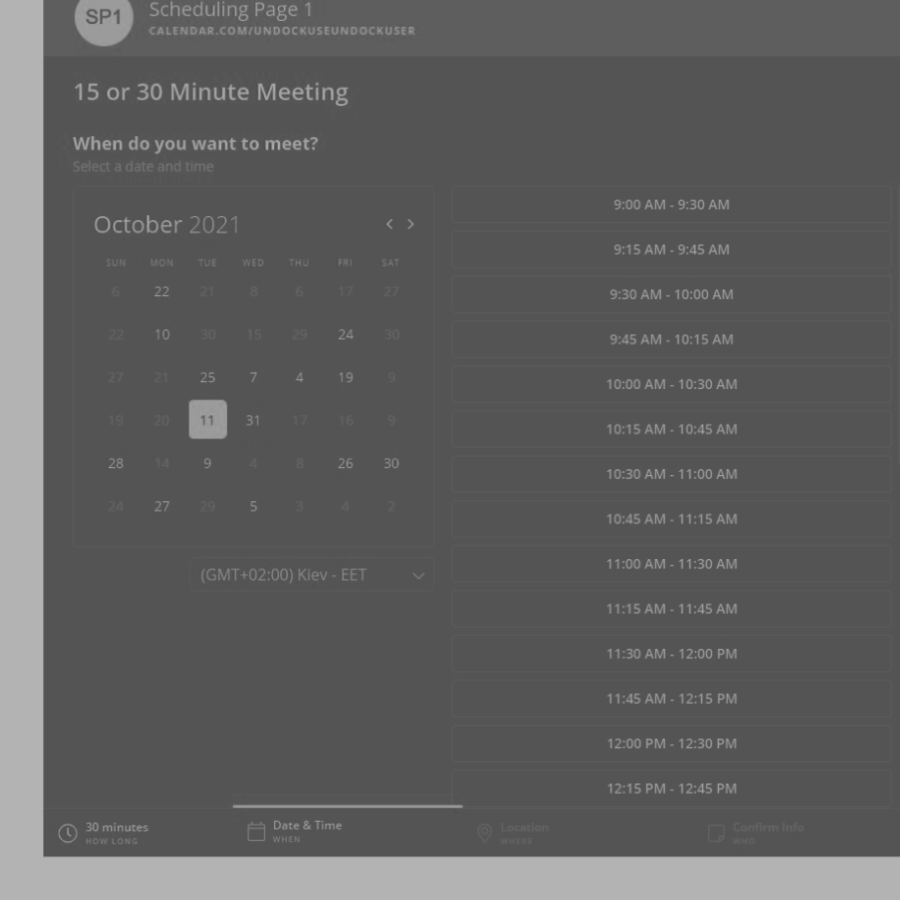 SP1
Scheduling Page 1
CALENDAR.COM/UNDOCKUSEUNDOCKUSER
15 or 30 Minute Meeting
When do you want to meet?
Select a date and time
October 2021
SUN MON TUE WED THU FRI SAT
6 22 21 8 6 17 27
22 10 30 15 29 24 30
27 21 25 7 4 19 9
19 20 11 31 17 16 9
28 14 9 4 8 26 30
24 27 29 5 3 4 2
(GMT+02:00) Kiev - EET
9:00 AM - 9:30 AM
9:15 AM - 9:45 AM
9:30 AM - 10:00 AM
9:45 AM - 10:15 AM
10:00 AM - 10:30 AM
10:15 AM - 10:45 AM
10:30 AM - 11:00 AM
10:45 AM - 11:15 AM
11:00 AM - 11:30 AM
11:15 AM - 11:45 AM
11:30 AM - 12:00 PM
11:45 AM - 12:15 PM
12:00 PM - 12:30 PM
12:15 PM - 12:45 PM
30 minutes
HOW LONG
Date & Time
WHEN
Location
WHERE
Confirm Info
WHO